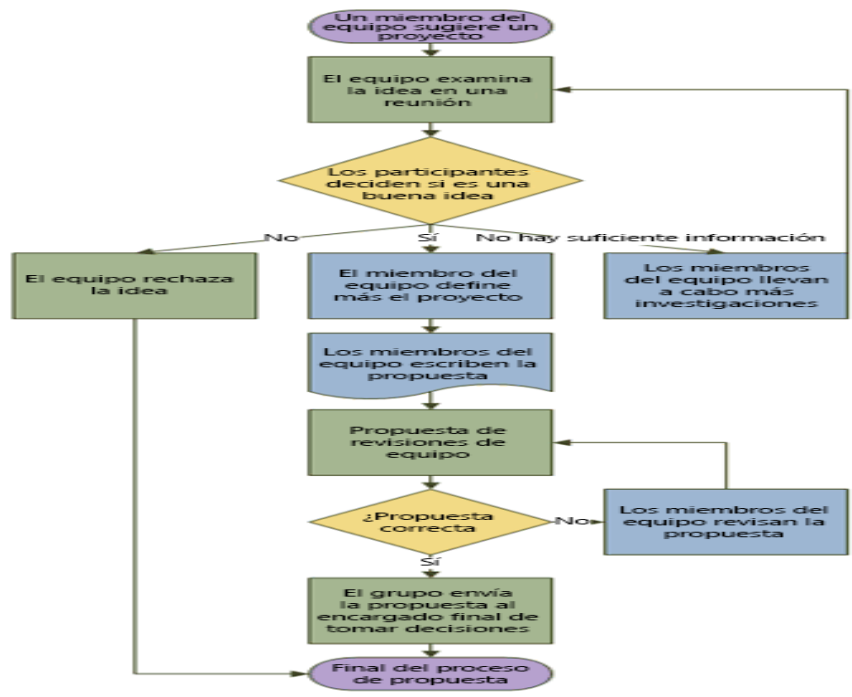 Un miembro del
equipo sugiere un
proyecto
El equipo examina
la idea en una
reunión
Los participantes
deciden si es una
buena idea
No
Sí
No hay suficiente información
El equipo rechaza
la idea
El miembro del
equipo define
más el proyecto
Los miembros
del equipo llevan
a cabo más
investigaciones
Los miembros del
equipo escriben la
propuesta
Propuesta de
revisiones de
equipo
¿Propuesta
correcta
No
Los miembros del
equipo revisan la
propuesta
Sí
El grupo envía
la propuesta al
encargado final de
tomar decisiones
Final del proceso
de propuesta